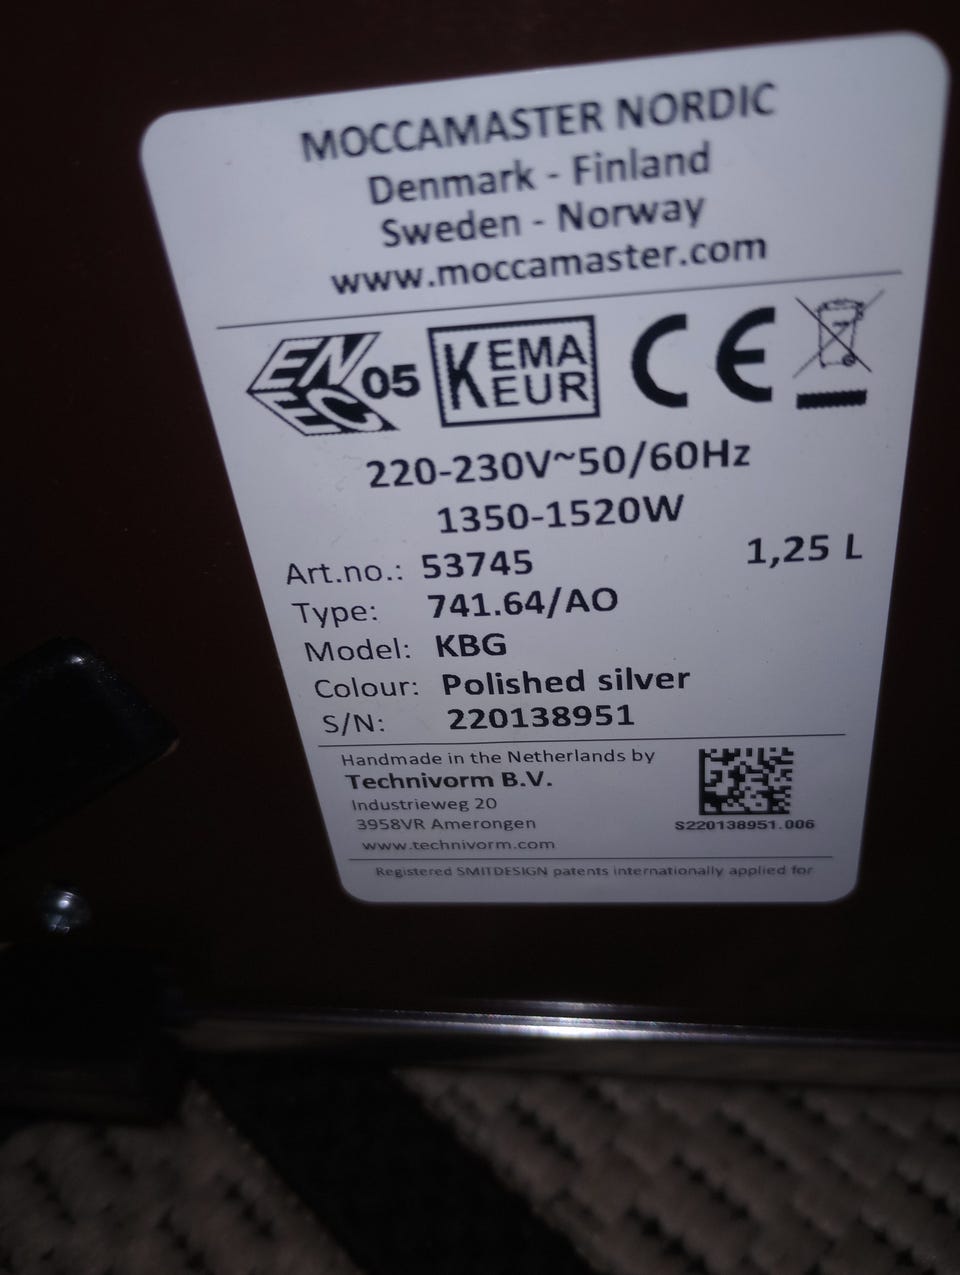 MOCCAMASTER NORDIC
Denmark - Finland
Sweden - Norway
www.moccamaster.com
ENEC 05 KEMA KEUR CE
220-230V~50/60Hz
1350-1520W
Art.no.: 53745 1,25 L
Type: 741.64/AO
Model: KBG
Colour: Polished silver
S/N: 220138951
Handmade in the Netherlands by
Technivorm B.V.
Industrieweg 20
3958VR Amerongen
S220138951.006
www.technivorm.com
Registered SMITDESIGN patents internationally applied for